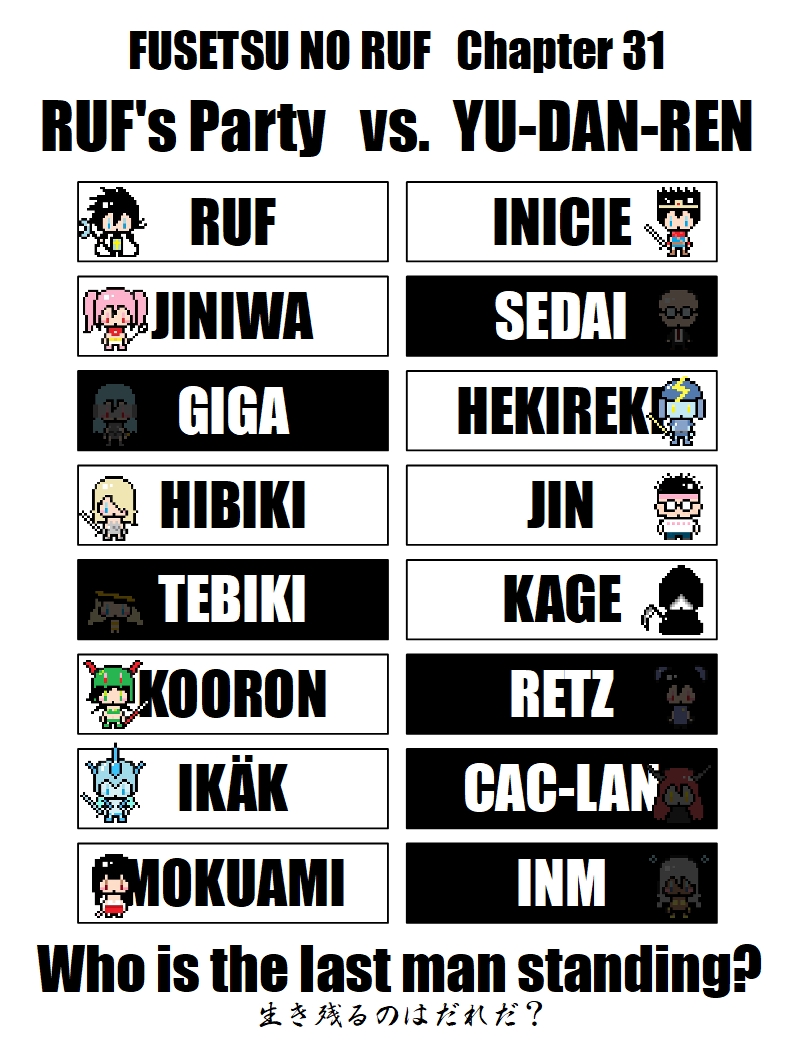 FUSETSU NO RUF Chapter 31
RUF's Party vs. YU-DAN-REN
RUF INICIE
JINIWA SEDAI
GIGA HEKIREKI
HIBIKI JIN
TEBIKI KAGE
KOORON RETZ
IKÄK CAC-LAN
MOKUAMI INM
Who is the last man standing?
生き残るのはだれだ？